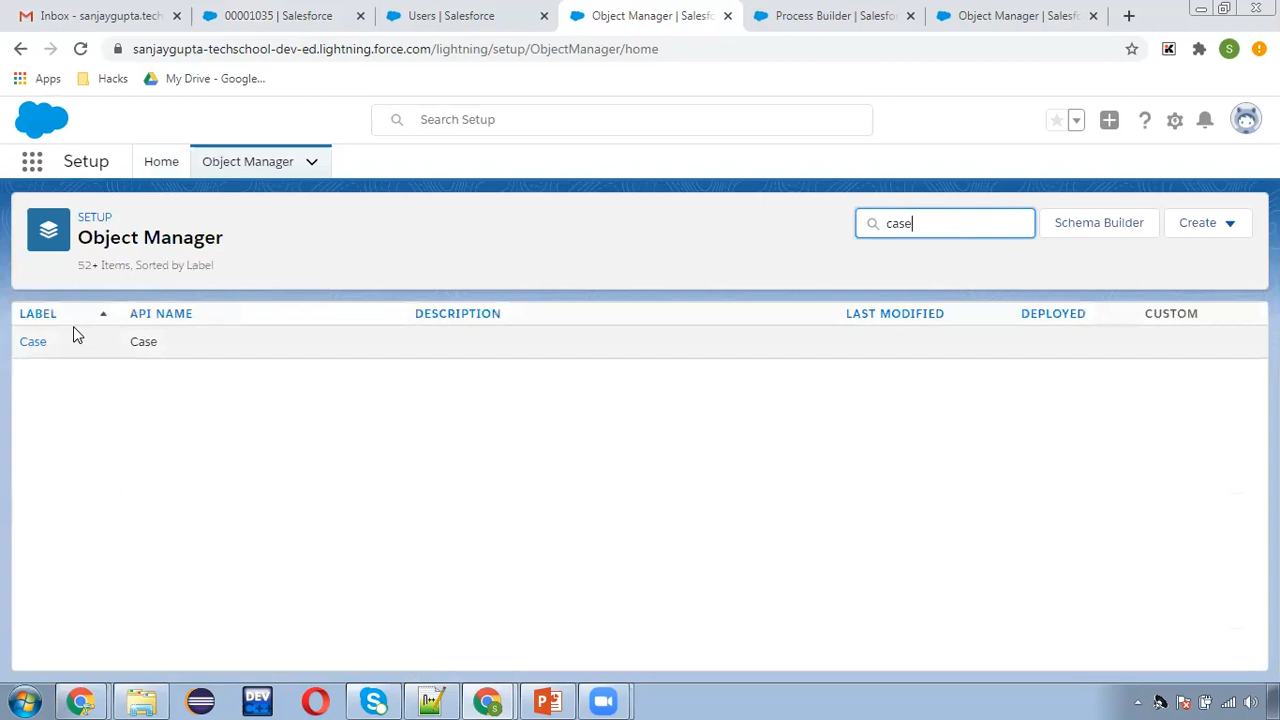 Inbox - sanjaygupta.tech
00001035 | Salesforce
Users | Salesforce
Object Manager | Salesf
Process Builder | Salesfo
Object Manager | Salesf
sanjaygupta-techschool-dev-ed.lightning.force.com/lightning/setup/ObjectManager/home
S
Apps
Hacks
My Drive - Google...
Search Setup
Setup
Home
Object Manager
SETUP
Object Manager
52+ Items, Sorted by Label
case
Schema Builder
Create
LABEL
API NAME
DESCRIPTION
LAST MODIFIED
DEPLOYED
CUSTOM
Case
Case
DEV
C++